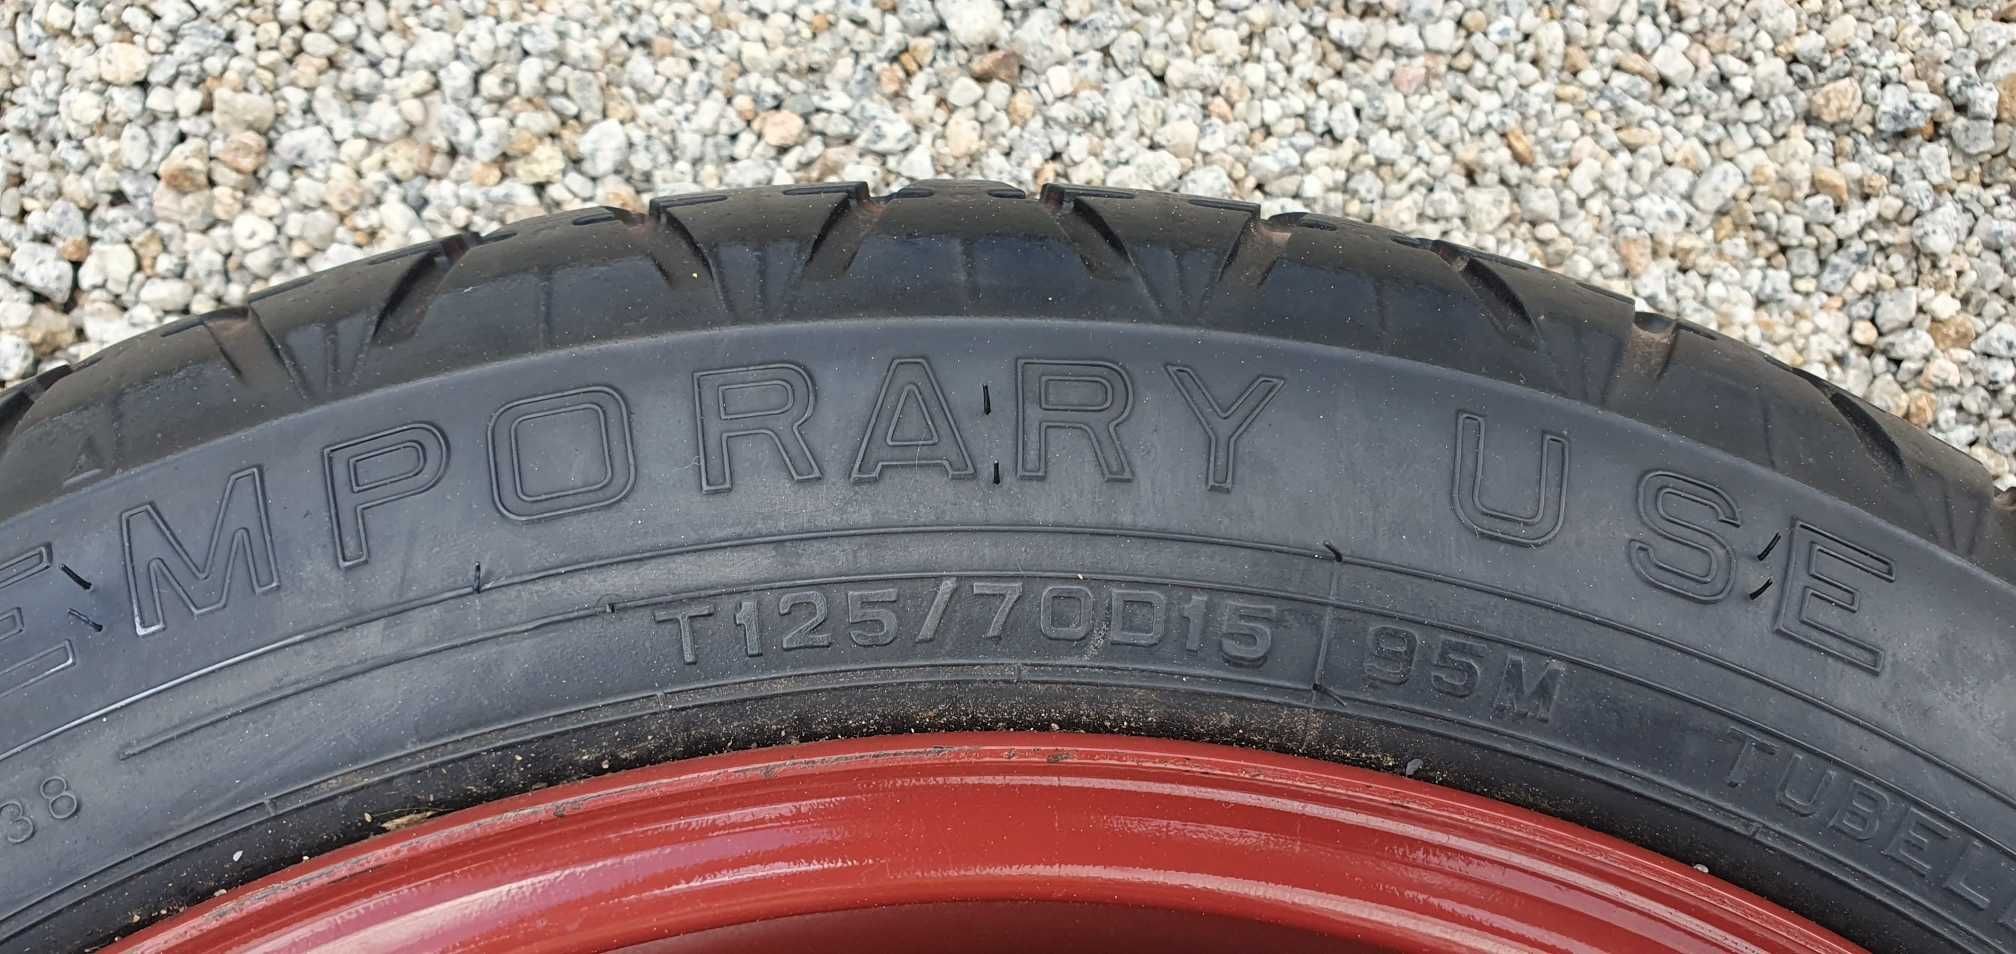 EMPORARY USE
T125/70D15 95M
TUBEL
38